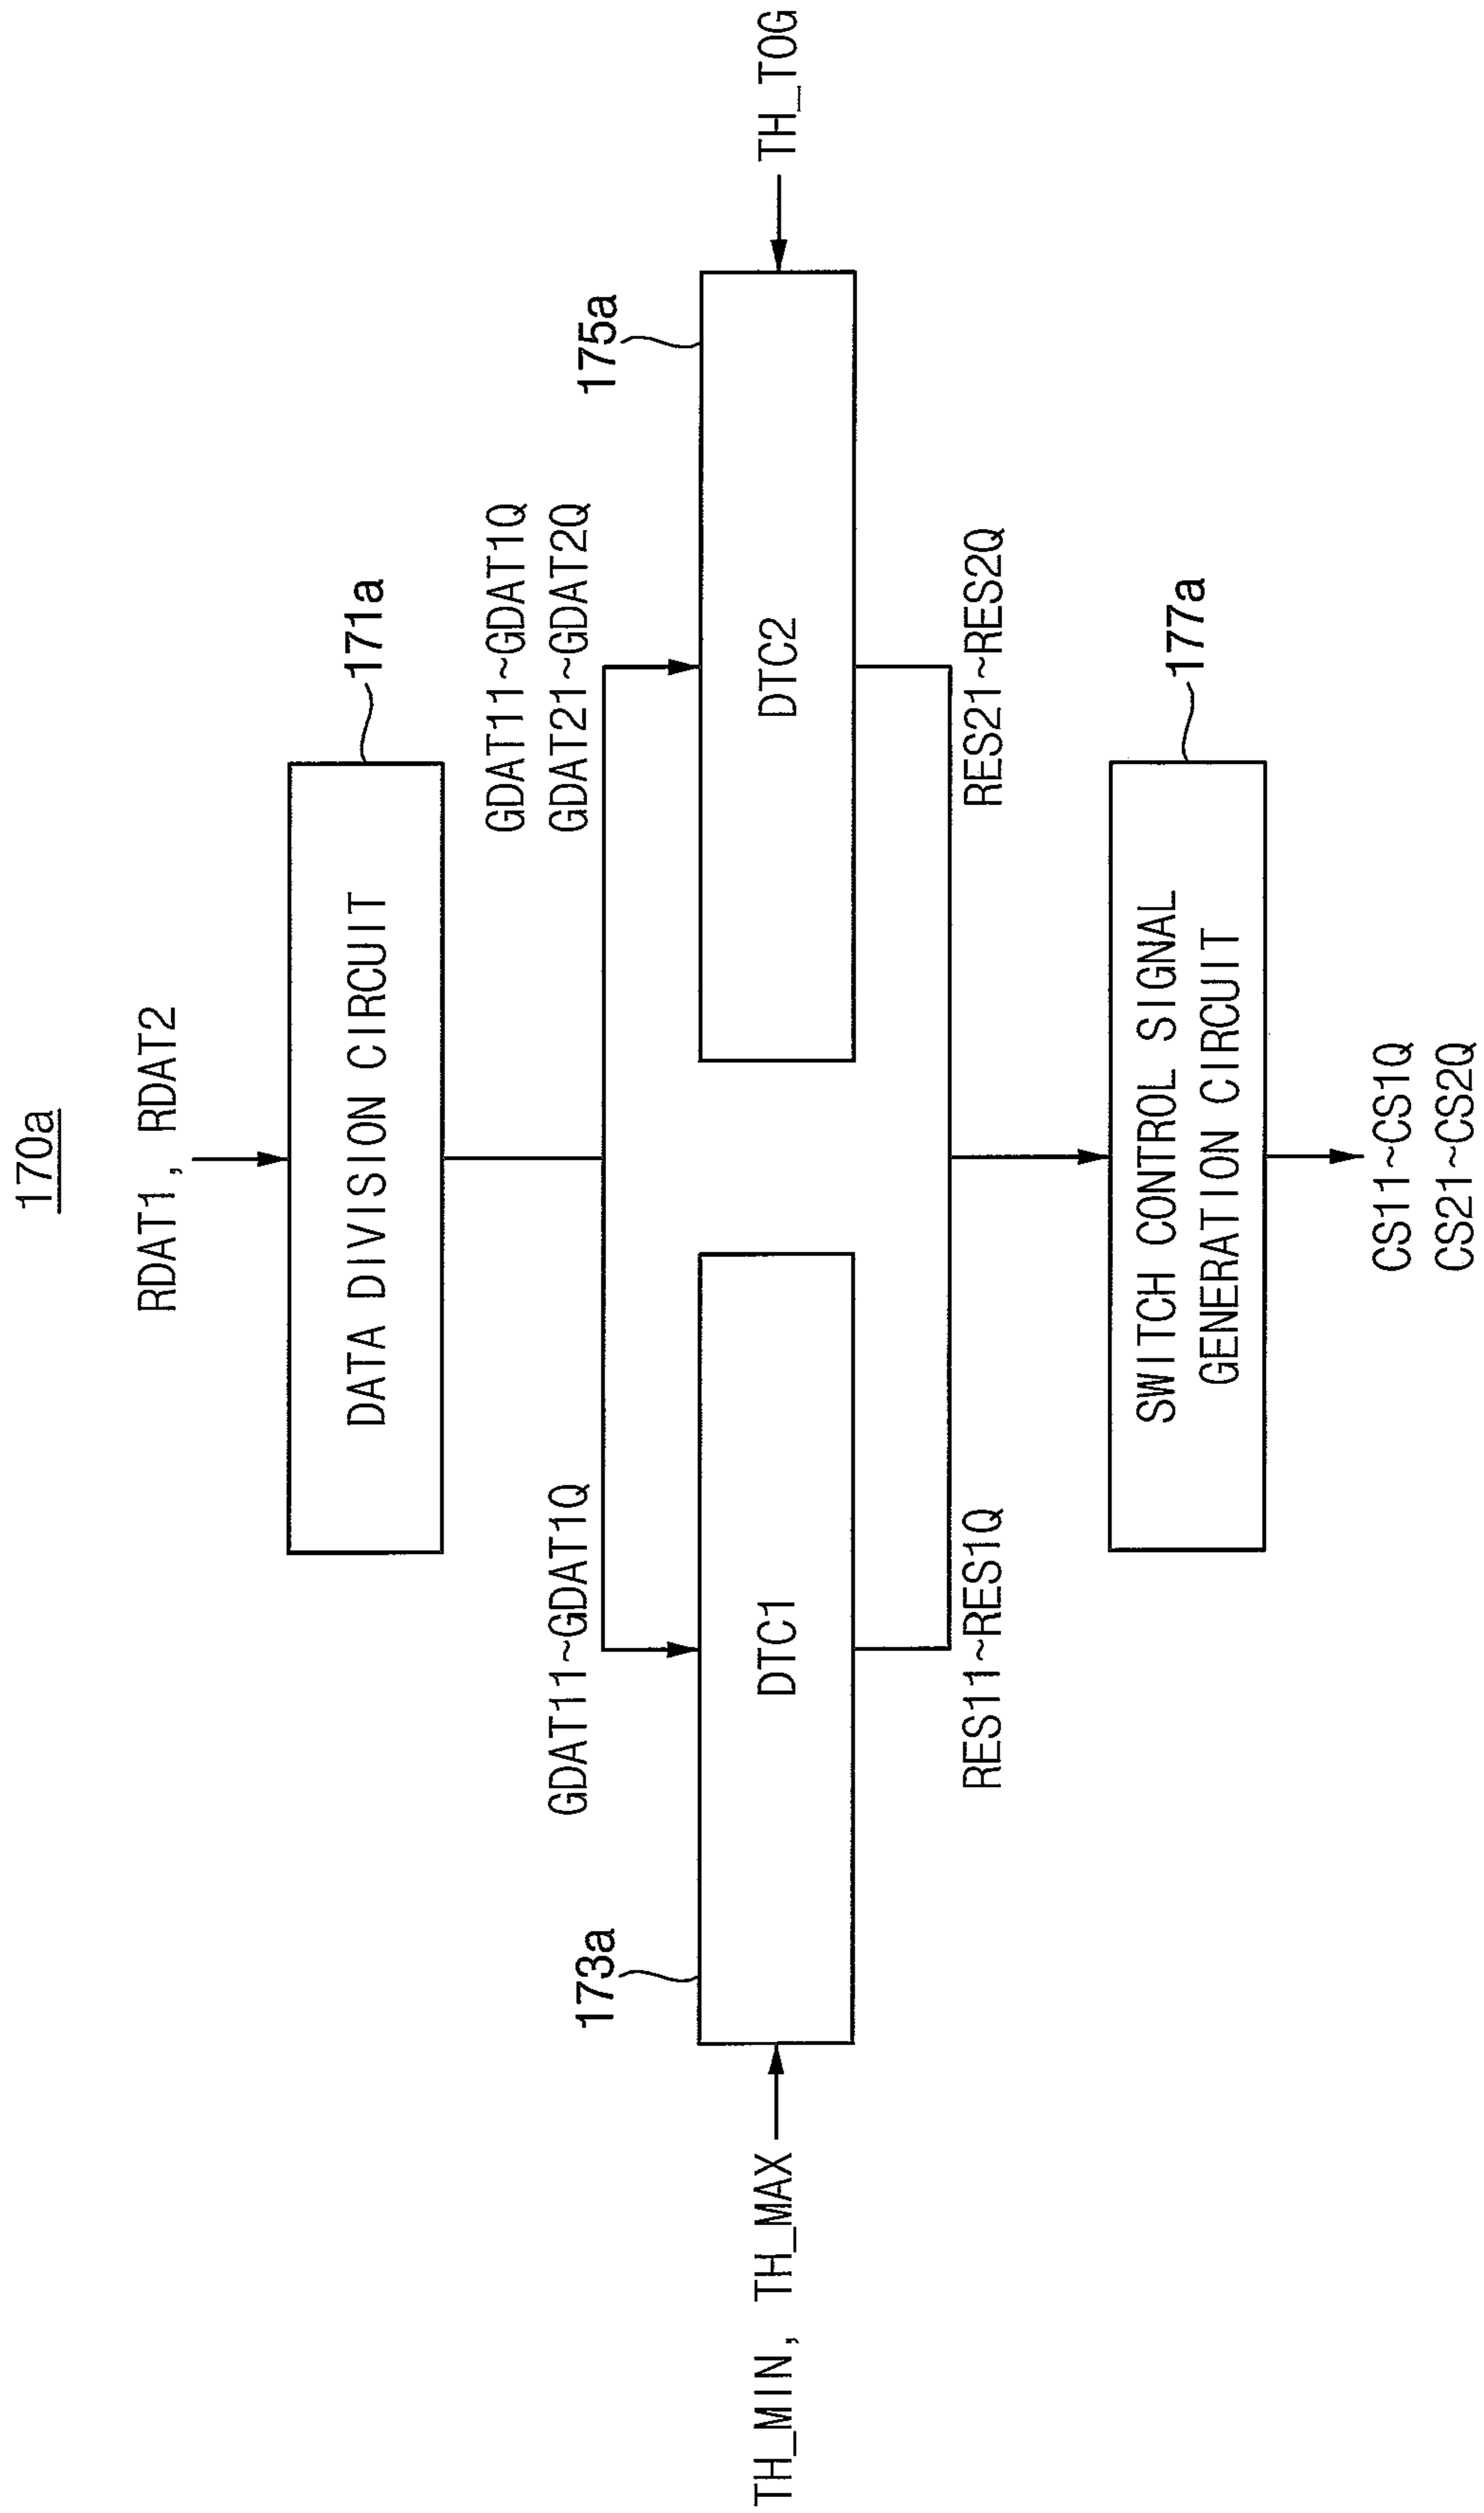 170a
RDAT1, RDAT2
171a
DATA DIVISION CIRCUIT
GDAT11~GDAT1Q
GDAT11~GDAT1Q
GDAT21~GDAT2Q
173a
175a
TH_MIN, TH_MAX
DTC1
DTC2
TH_TOG
RES11~RES1Q
RES21~RES2Q
177a
SWITCH CONTROL SIGNAL
GENERATION CIRCUIT
CS11~CS1Q
CS21~CS2Q